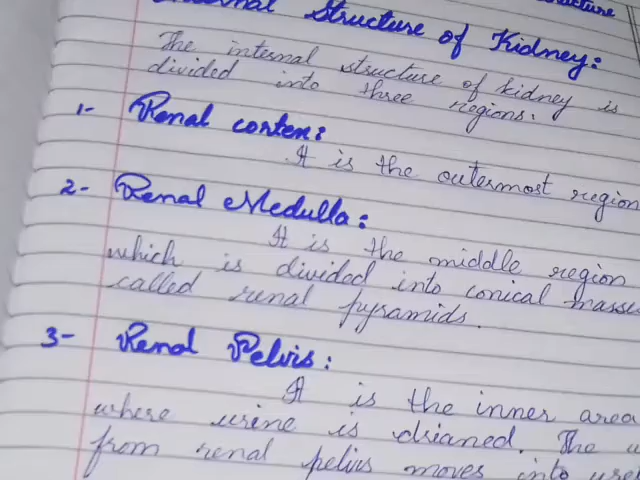 Structure of Kidney:
The internal structure of kidney is
divided into three regions.
1- Renal cortex:
It is the outermost region
2- Renal Medulla:
It is the middle region
which is divided into conical masses
called renal pyramids.
3- Renal Pelvis:
It is the inner area
where urine is drianed. The
from renal pelvis moves into